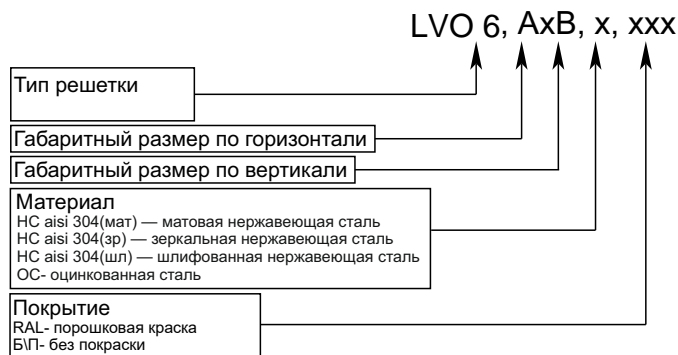 LVO 6, AxB, x, xxx
Тип решетки
Габаритный размер по горизонтали
Габаритный размер по вертикали
Материал
НС aisi 304(мат) — матовая нержавеющая сталь
НС aisi 304(зр) — зеркальная нержавеющая сталь
НС aisi 304(шл) — шлифованная нержавеющая сталь
ОС- оцинкованная сталь
Покрытие
RAL- порошковая краска
Б\П- без покраски